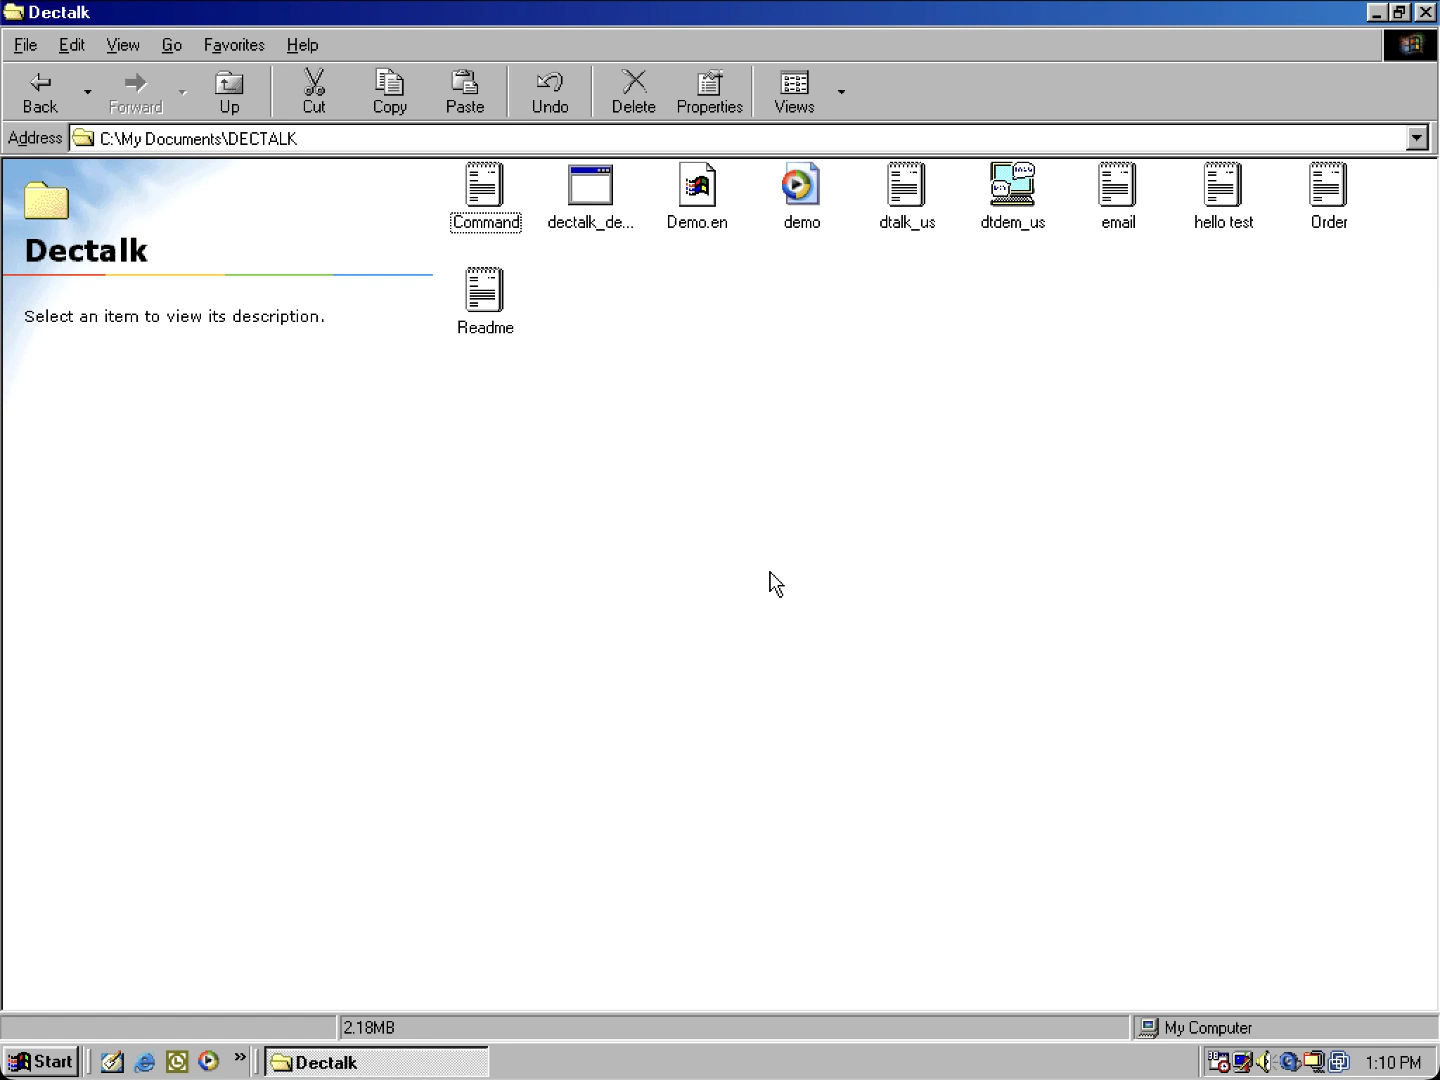 Dectalk
File Edit View Go Favorites Help
Back Forward Up Cut Copy Paste Undo Delete Properties Views
Address C:\My Documents\DECTALK
Command dectalk_de... Demo.en demo dtalk_us dtdem_us email hello test Order
Dectalk
Select an item to view its description.
Readme
2.18MB My Computer
Start » Dectalk 1:10 PM